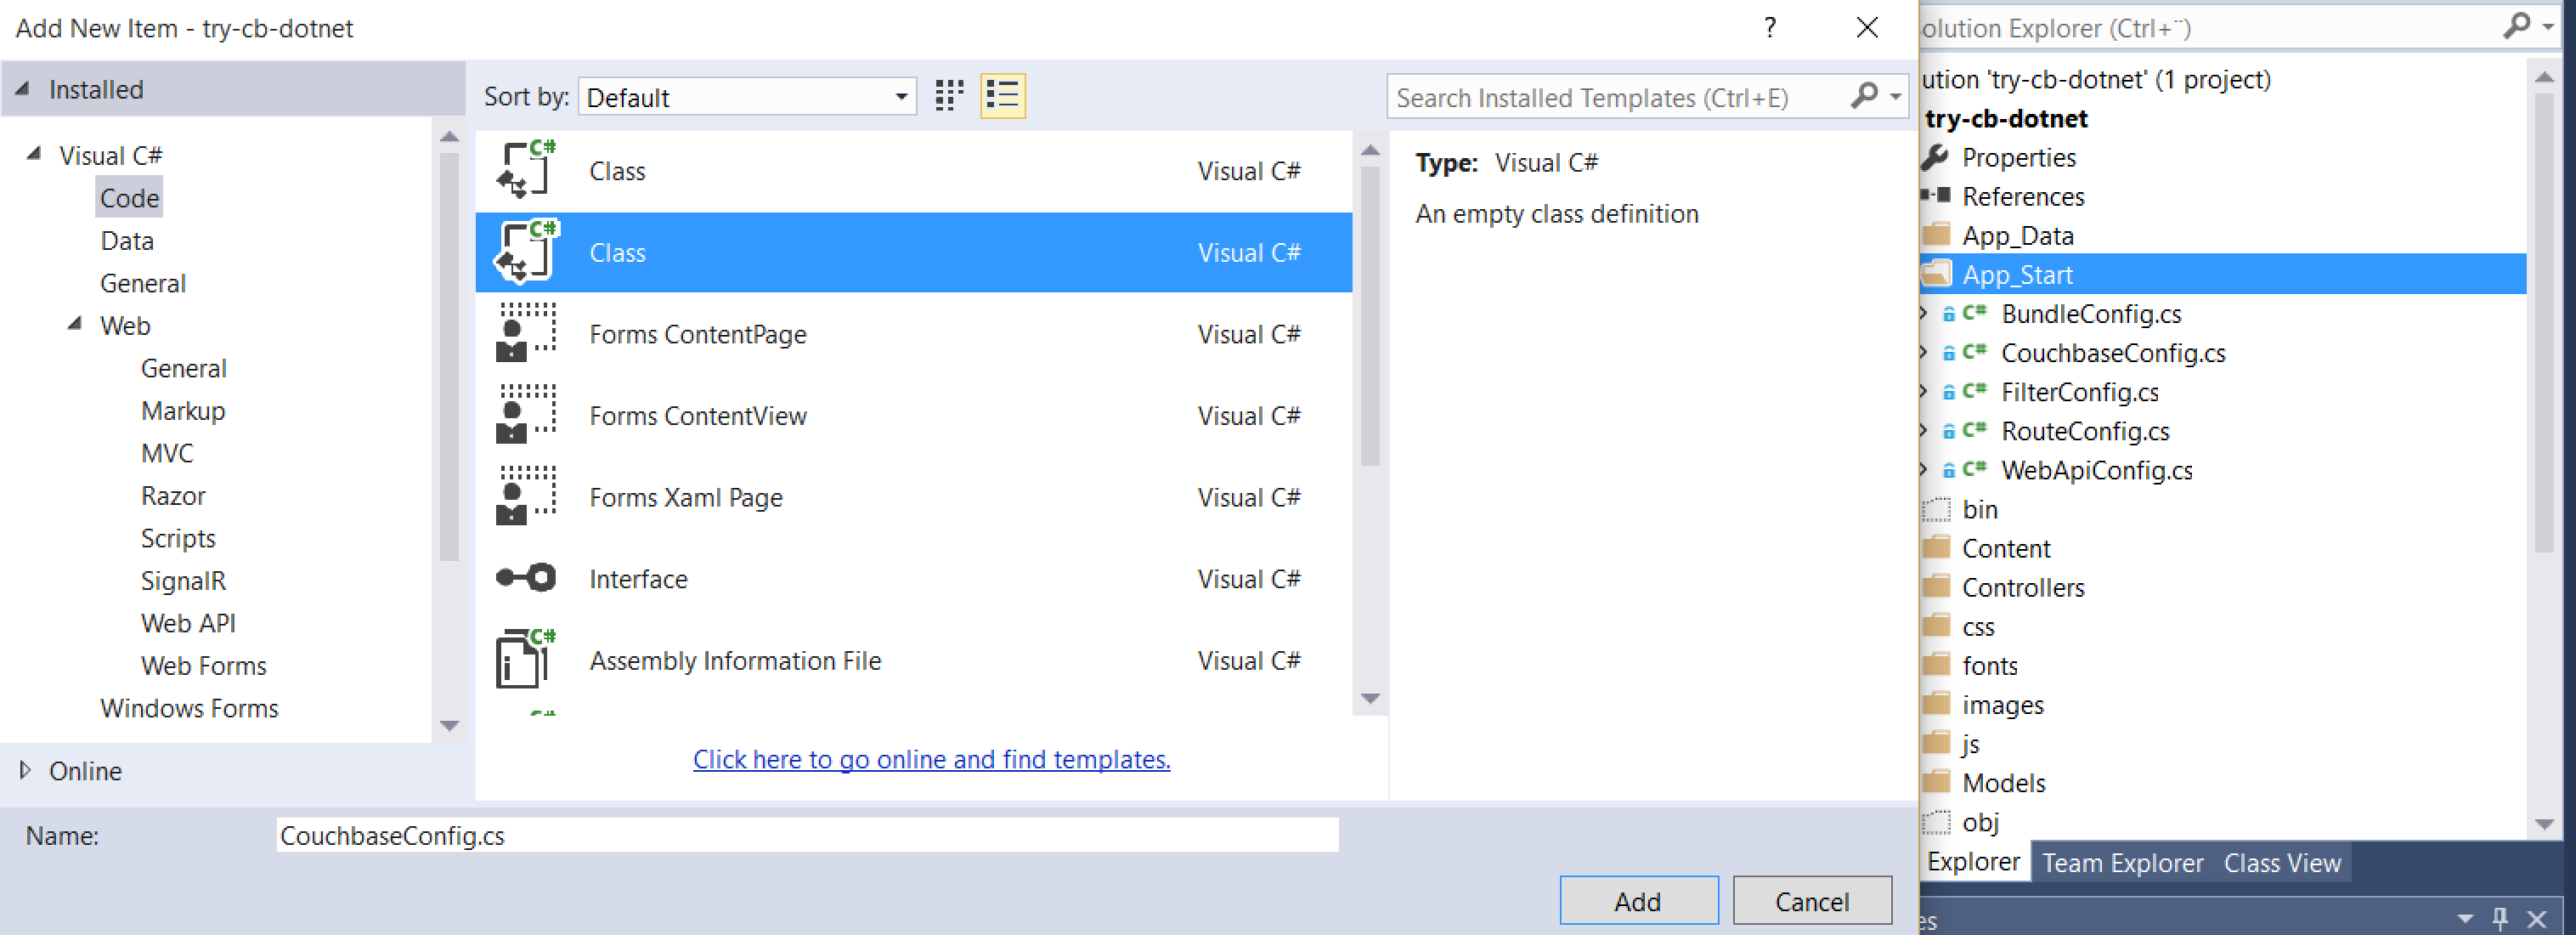 Add New Item - try-cb-dotnet
?
Installed
Sort by: Default
Search Installed Templates (Ctrl+E)
Visual C#
Code
Data
General
Web
General
Markup
MVC
Razor
Scripts
SignalR
Web API
Web Forms
Windows Forms
Online
Class Visual C#
Class Visual C#
Forms ContentPage Visual C#
Forms ContentView Visual C#
Forms Xaml Page Visual C#
Interface Visual C#
Assembly Information File Visual C#
Click here to go online and find templates.
Type: Visual C#
An empty class definition
Name: CouchbaseConfig.cs
Add Cancel
olution Explorer (Ctrl+¨)
ution 'try-cb-dotnet' (1 project)
try-cb-dotnet
Properties
References
App_Data
App_Start
C# BundleConfig.cs
C# CouchbaseConfig.cs
C# FilterConfig.cs
C# RouteConfig.cs
C# WebApiConfig.cs
bin
Content
Controllers
css
fonts
images
js
Models
obj
Explorer Team Explorer Class View
es